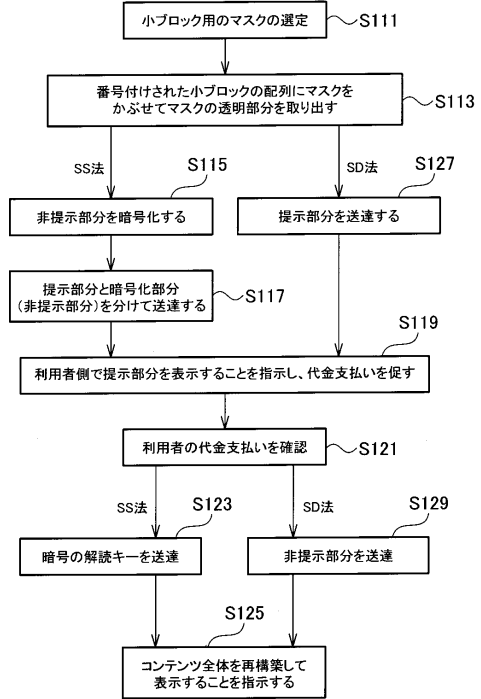 小ブロック用のマスクの選定
S111
番号付けされた小ブロックの配列にマスクを
かぶせてマスクの透明部分を取り出す
S113
SS法
SD法
S115
非提示部分を暗号化する
S127
提示部分を送達する
提示部分と暗号化部分
(非提示部分)を分けて送達する
S117
S119
利用者側で提示部分を表示することを指示し、代金支払いを促す
利用者の代金支払いを確認
S121
SS法
SD法
S123
暗号の解読キーを送達
S129
非提示部分を送達
S125
コンテンツ全体を再構築して
表示することを指示する